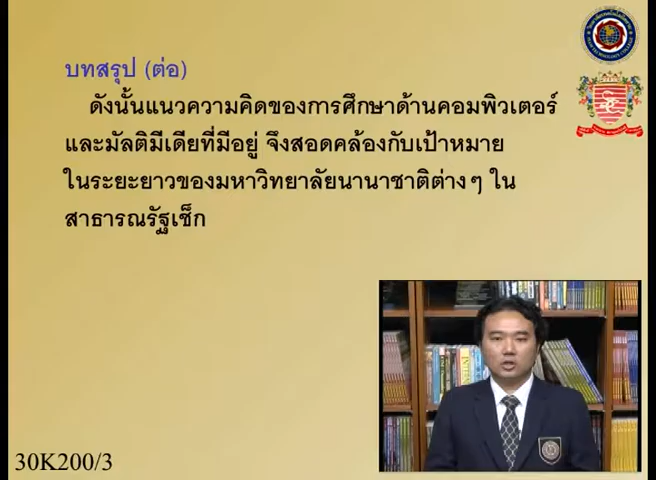 บทสรุป (ต่อ)
ดังนั้นแนวความคิดของการศึกษาด้านคอมพิวเตอร์
และมัลติมีเดียที่มีอยู่ จึงสอดคล้องกับเป้าหมาย
ในระยะยาวของมหาวิทยาลัยนานาชาติต่างๆ ใน
สาธารณรัฐเช็ก
30K200/3